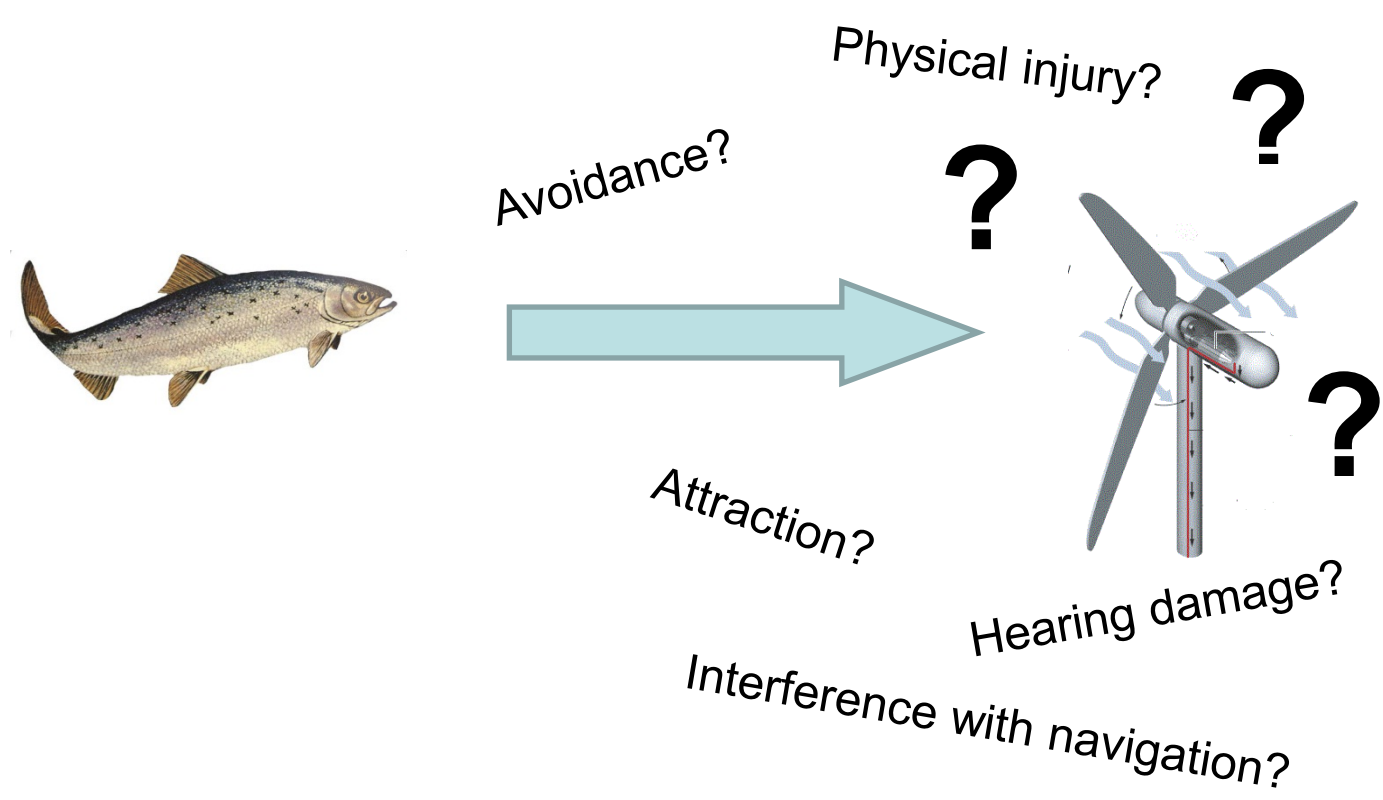 Physical injury?
?
Avoidance?
?
?
Attraction?
Hearing damage?
Interference with navigation?